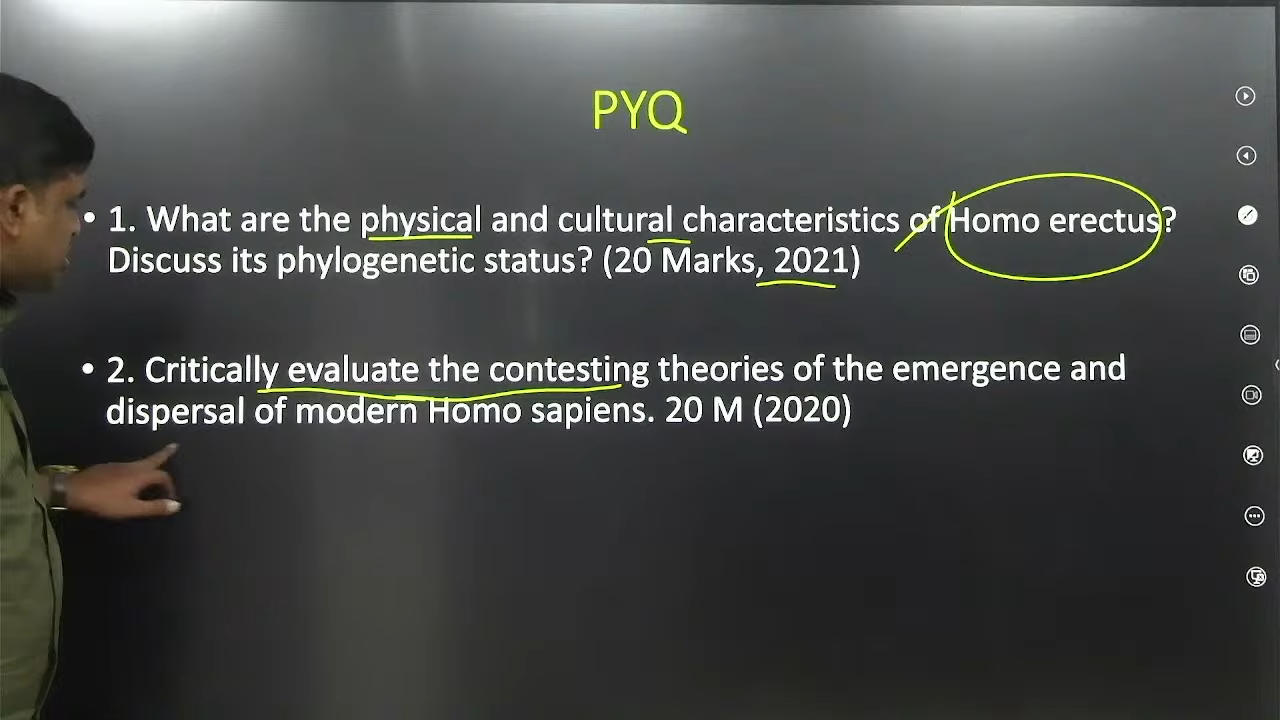 PYQ
• 1. What are the physical and cultural characteristics of Homo erectus?
Discuss its phylogenetic status? (20 Marks, 2021)
• 2. Critically evaluate the contesting theories of the emergence and
dispersal of modern Homo sapiens. 20 M (2020)